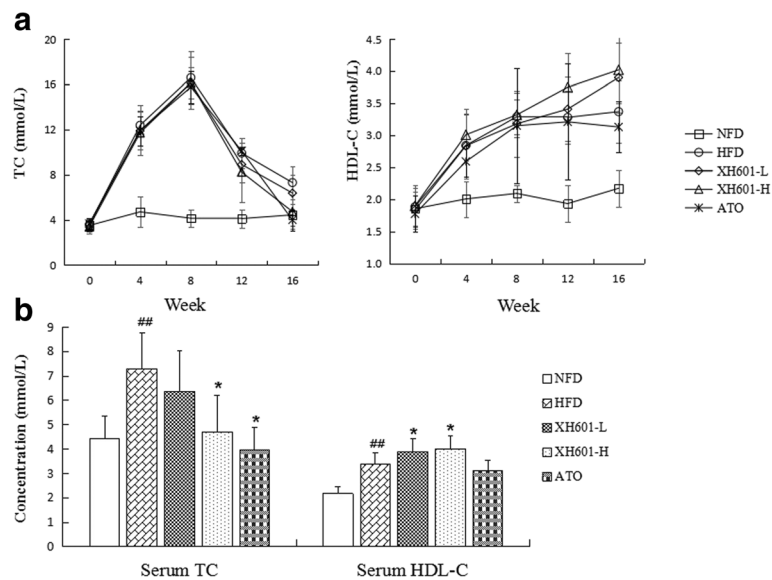 a
TC (mmol/L)
20
16
12
8
4
0
0 4 8 12 16
Week
HDL-C (mmol/L)
4.5
4.0
3.5
3.0
2.5
2.0
1.5
1.0
0 4 8 12 16
Week
NFD
HFD
XH601-L
XH601-H
ATO
b
Concentration (mmol/L)
9
8
7
6
5
4
3
2
1
0
##
*
*
##
*
*
Serum TC
Serum HDL-C
NFD
HFD
XH601-L
XH601-H
ATO